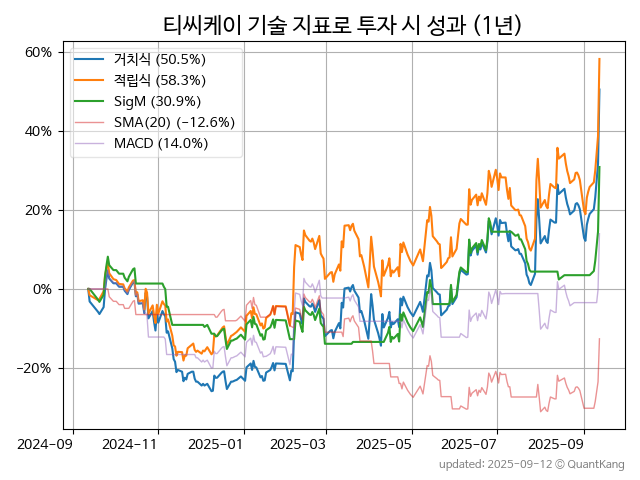 티씨케이 기술 지표로 투자 시 성과 (1년)
60%
40%
20%
0%
−20%
거치식 (50.5%)
적립식 (58.3%)
SigM (30.9%)
SMA(20) (−12.6%)
MACD (14.0%)
2024-09 2024-11 2025-01 2025-03 2025-05 2025-07 2025-09
updated: 2025-09-12 ⓒ QuantKang